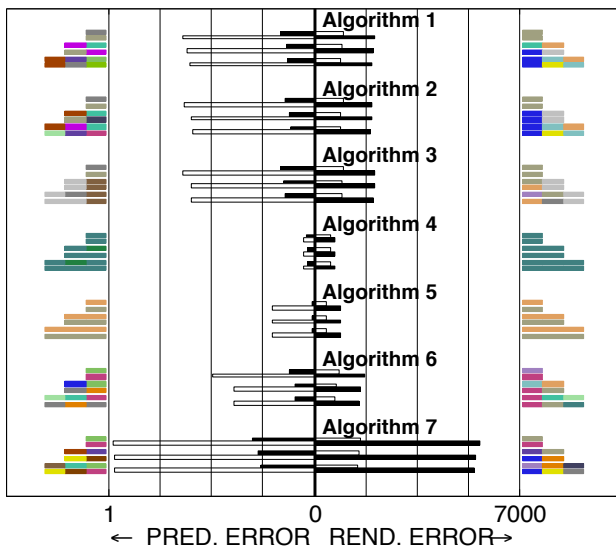 Algorithm 1
Algorithm 2
Algorithm 3
Algorithm 4
Algorithm 5
Algorithm 6
Algorithm 7
1 0 7000
← PRED. ERROR REND. ERROR →